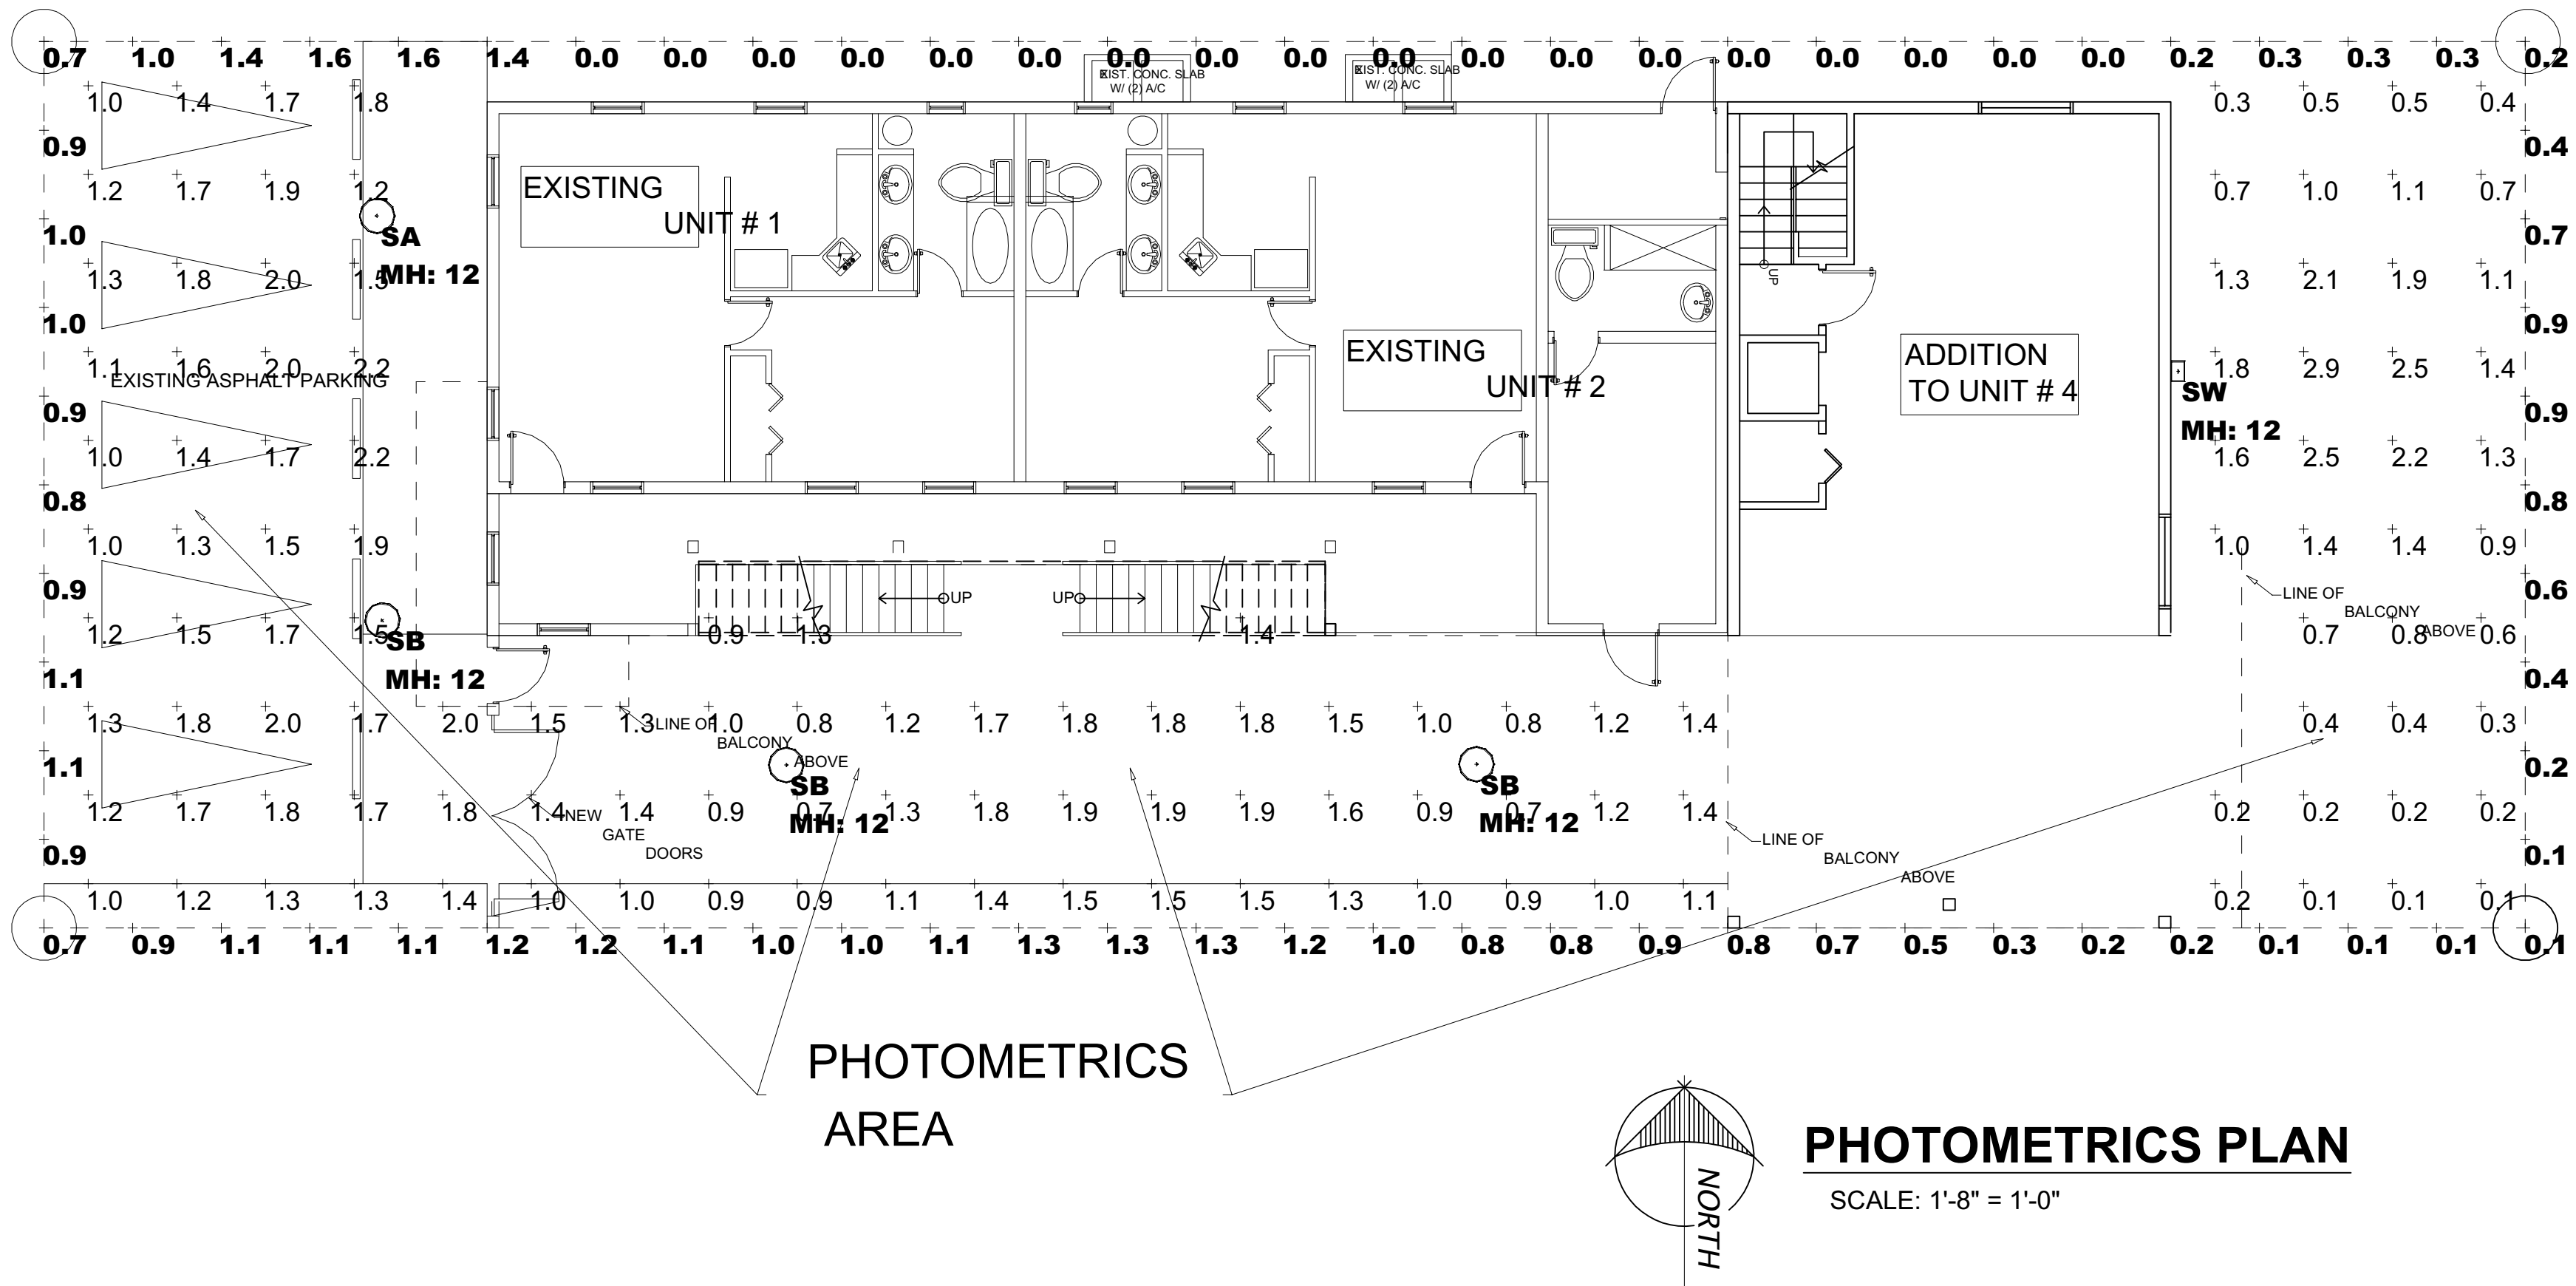 0.7 1.0 1.4 1.6 1.6 1.4 0.0 0.0 0.0 0.0 0.0 0.0 0.0 0.0 0.0 0.0 0.0 0.0 0.0 0.0 0.0 0.0 0.0 0.0 0.2 0.3 0.3 0.3 0.2
EXIST. CONC. SLAB EXIST. CONC. SLAB
W/ (2) A/C W/ (2) A/C
1.0 1.4 1.7 1.8 0.3 0.5 0.5 0.4
0.9 0.4
1.2 1.7 1.9 1.2 EXISTING 0.7 1.0 1.1 0.7
UNIT # 1
1.0 SA 0.7
MH: 12
1.3 1.8 2.0 1.5 UP 1.3 2.1 1.9 1.1
1.0 0.9
EXISTING ADDITION
1.1 1.6 2.0 2.2 1.8 2.9 2.5 1.4
EXISTING ASPHALT PARKING UNIT # 2 TO UNIT # 4 SW
0.9 0.9
MH: 12
1.0 1.4 1.7 2.2 1.6 2.5 2.2 1.3
0.8 0.8
1.0 1.3 1.5 1.9 1.0 1.4 1.4 0.9
0.9 UP UP LINE OF 0.6
BALCONY
ABOVE
1.2 1.5 1.7 1.5 0.9 1.3 1.4 0.7 0.8 0.6
SB
1.1 MH: 12 0.4
1.3 1.8 2.0 1.7 2.0 1.5 1.3 1.0 0.8 1.2 1.7 1.8 1.8 1.8 1.5 1.0 0.8 1.2 1.4 0.4 0.4 0.3
LINE OF
BALCONY
ABOVE
1.1 SB SB 0.2
1.2 1.7 1.8 1.7 1.8 1.4 1.4 0.9 0.7 1.3 1.8 1.9 1.9 1.9 1.6 0.9 0.7 1.2 1.4 0.2 0.2 0.2 0.2
MH: 12 MH: 12
NEW
GATE
DOORS
LINE OF
BALCONY
ABOVE
0.9 0.1
1.0 1.2 1.3 1.3 1.4 1.0 1.0 0.9 0.9 1.1 1.4 1.5 1.5 1.5 1.3 1.0 0.9 1.0 1.1 0.2 0.1 0.1 0.1
0.7 0.9 1.1 1.1 1.1 1.2 1.2 1.1 1.0 1.0 1.1 1.3 1.3 1.3 1.2 1.0 0.8 0.8 0.9 0.8 0.7 0.5 0.3 0.2 0.2 0.1 0.1 0.1 0.1
PHOTOMETRICS
AREA
NORTH
PHOTOMETRICS PLAN
SCALE: 1'-8" = 1'-0"